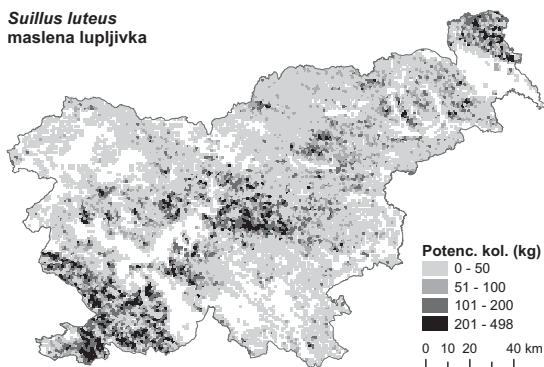 Suillus luteus
maslena lupljivka
Potenc. kol. (kg)
0 - 50
51 - 100
101 - 200
201 - 498
0 10 20 40 km